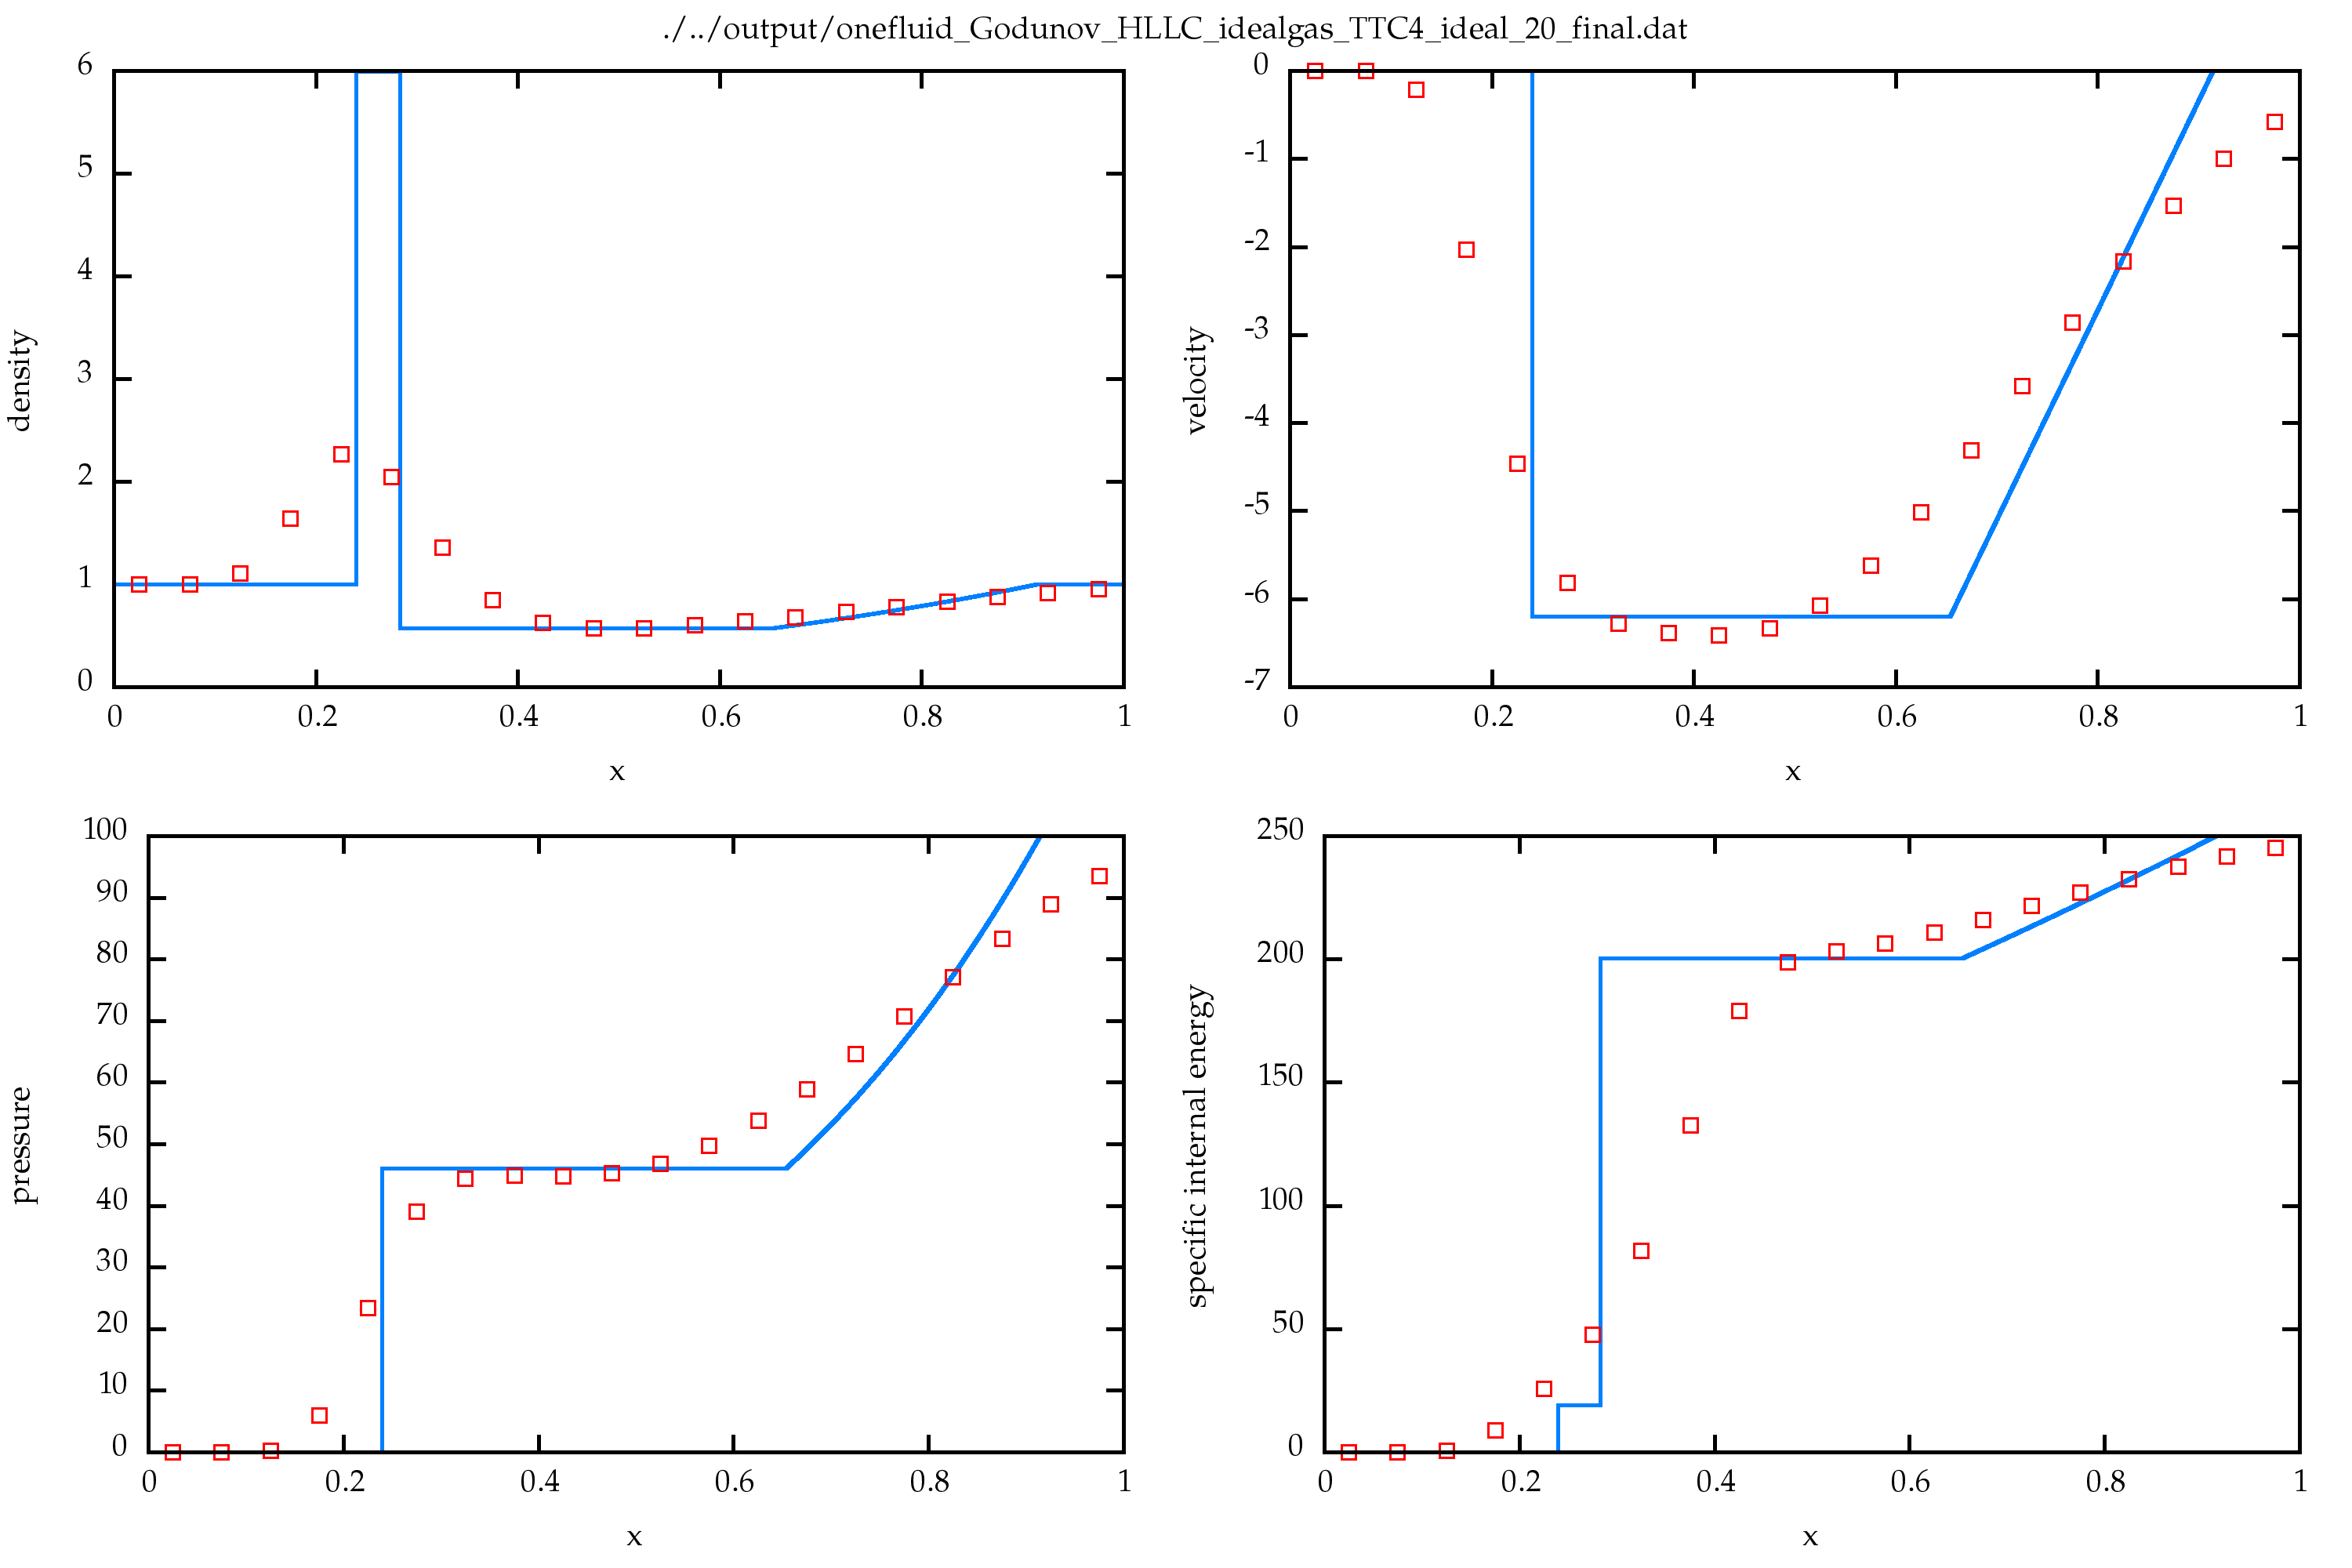 ./../output/onefluid_Godunov_HLLC_idealgas_TTC4_ideal_20_final.dat
6
5
4
3
2
1
0
density
0 0.2 0.4 0.6 0.8 1
x
0
-1
-2
-3
-4
-5
-6
-7
velocity
0 0.2 0.4 0.6 0.8 1
x
100
90
80
70
60
50
40
30
20
10
0
pressure
0 0.2 0.4 0.6 0.8 1
x
250
200
150
100
50
0
specific internal energy
0 0.2 0.4 0.6 0.8 1
x